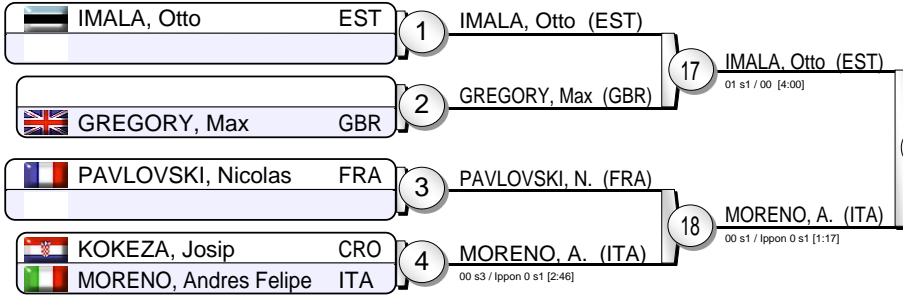 IMALA, Otto EST
1
IMALA, Otto (EST)
17
IMALA, Otto (EST)
01 s1 / 00 [4:00]
2
GREGORY, Max (GBR)
GREGORY, Max GBR
PAVLOVSKI, Nicolas FRA
3
PAVLOVSKI, N. (FRA)
18
MORENO, A. (ITA)
00 s1 / Ippon 0 s1 [1:17]
KOKEZA, Josip CRO
MORENO, Andres Felipe ITA
4
MORENO, A. (ITA)
00 s3 / Ippon 0 s1 [2:46]